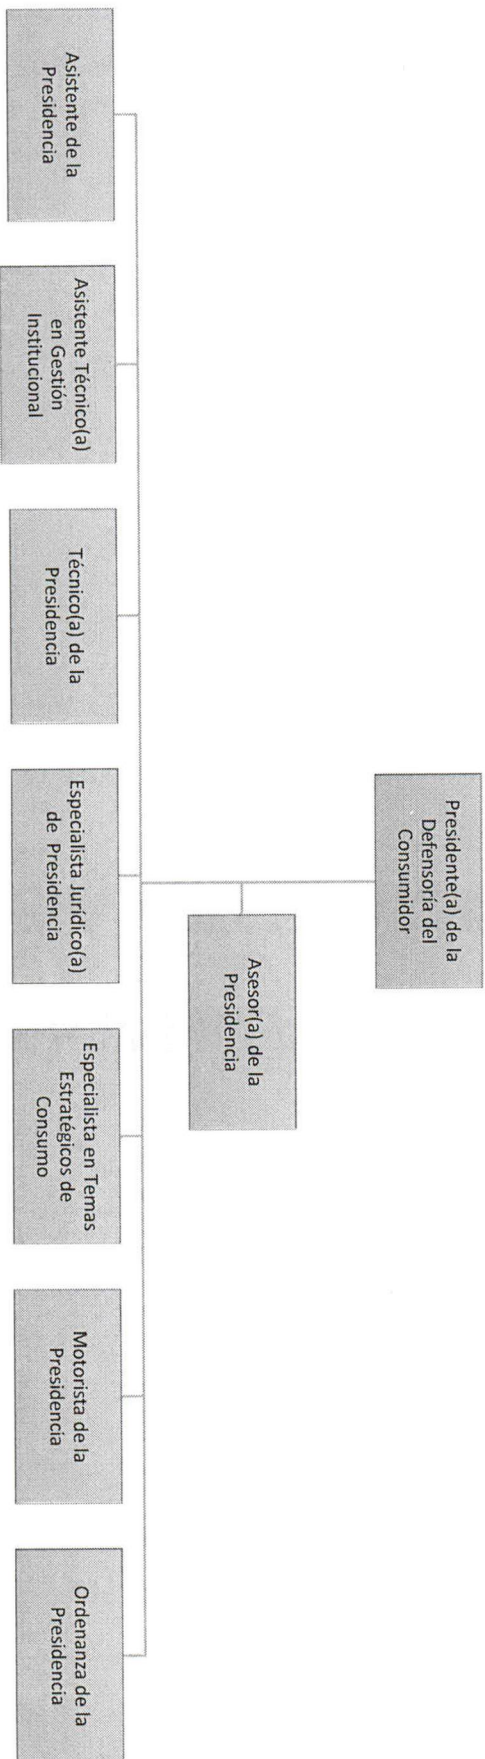 Presidente(a) de la
Defensoría del
Consumidor
Asesor(a) de la
Presidencia
Asistente de la
Presidencia
Asistente Técnico(a)
en Gestión
Institucional
Técnico(a) de la
Presidencia
Especialista Jurídico(a)
de Presidencia
Especialista en Temas
Estratégicos de
Consumo
Motorista de la
Presidencia
Ordenanza de la
Presidencia